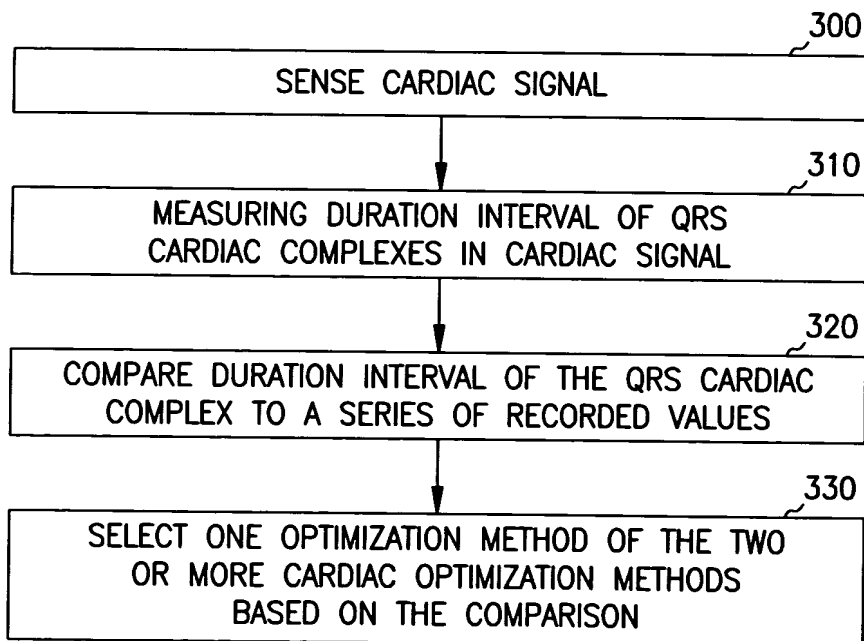 300
SENSE CARDIAC SIGNAL
310
MEASURING DURATION INTERVAL OF QRS
CARDIAC COMPLEXES IN CARDIAC SIGNAL
320
COMPARE DURATION INTERVAL OF THE QRS CARDIAC
COMPLEX TO A SERIES OF RECORDED VALUES
330
SELECT ONE OPTIMIZATION METHOD OF THE TWO
OR MORE CARDIAC OPTIMIZATION METHODS
BASED ON THE COMPARISON